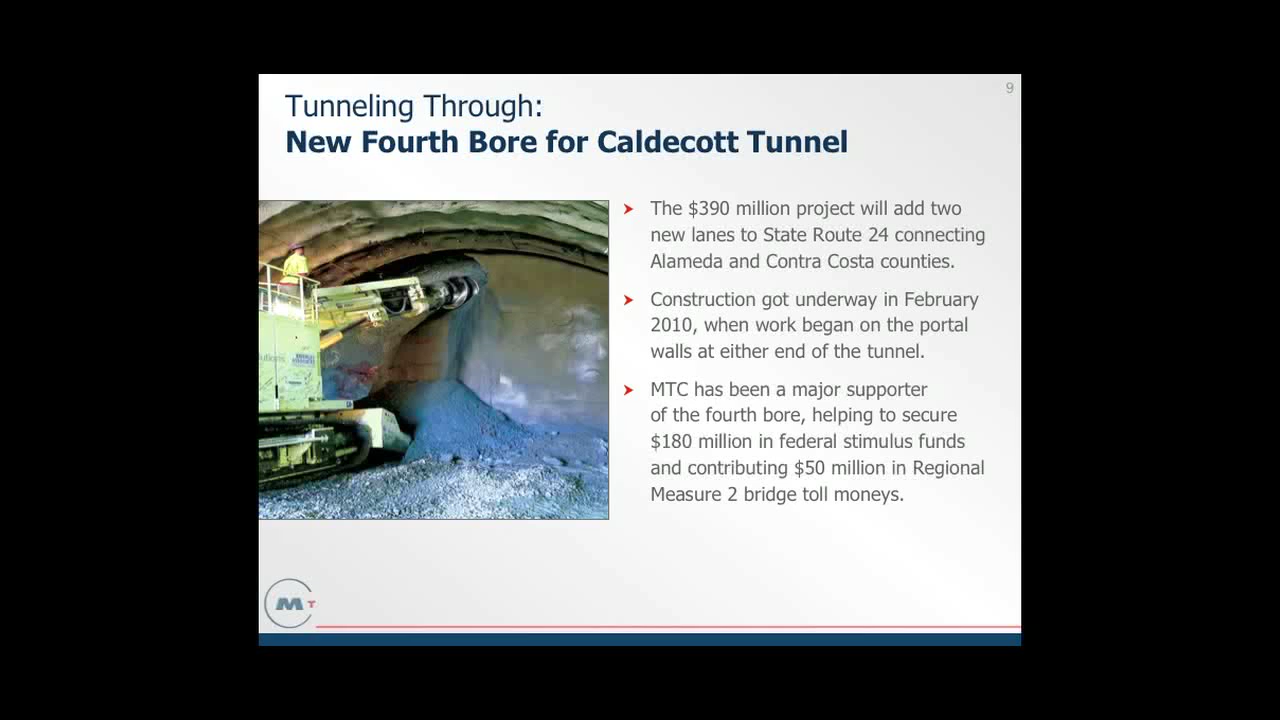 9
Tunneling Through:
New Fourth Bore for Caldecott Tunnel
The $390 million project will add two
new lanes to State Route 24 connecting
Alameda and Contra Costa counties.
Construction got underway in February
2010, when work began on the portal
walls at either end of the tunnel.
MTC has been a major supporter
of the fourth bore, helping to secure
$180 million in federal stimulus funds
and contributing $50 million in Regional
Measure 2 bridge toll moneys.
M T